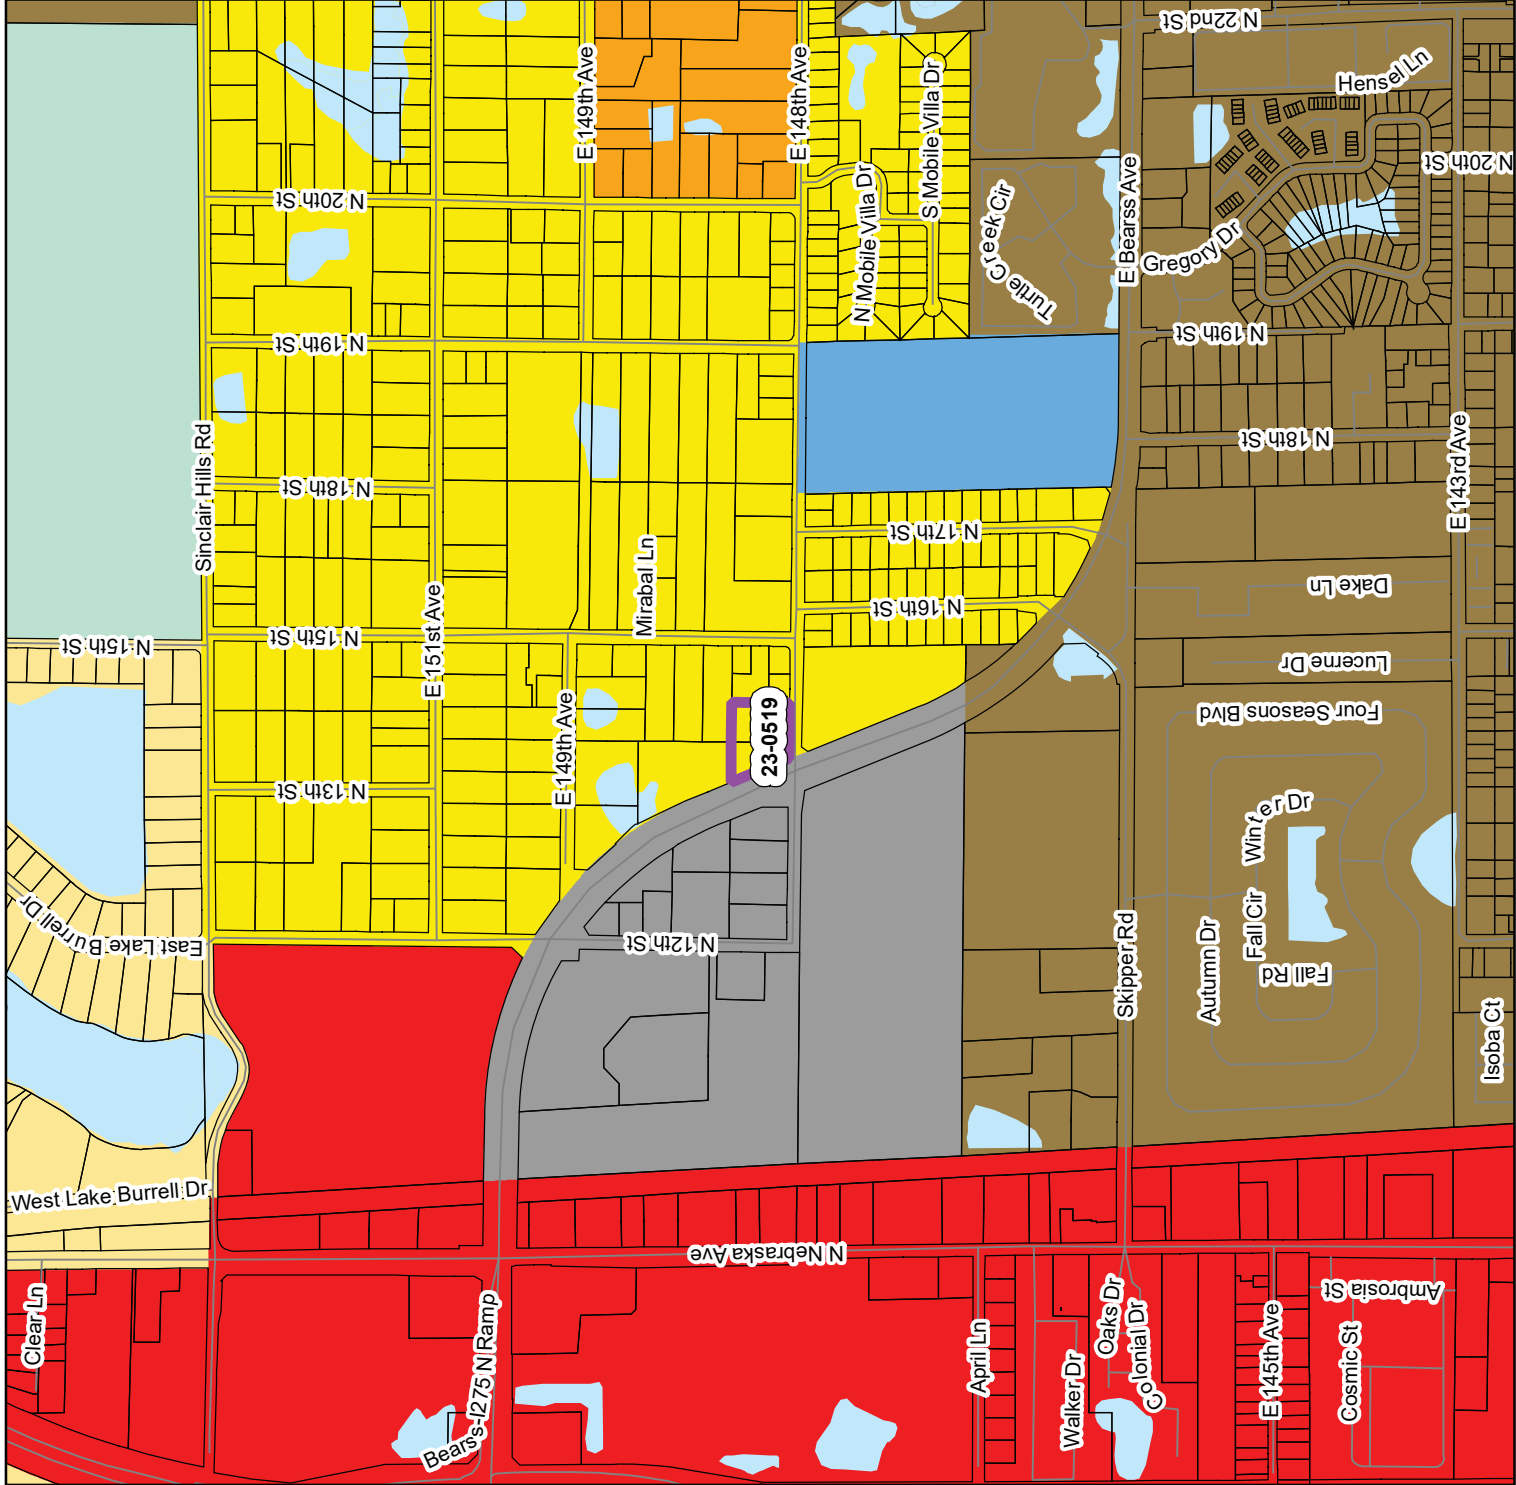 N 22nd St
Hensel Ln
E 149th Ave
E 148th Ave
S Mobile Villa Dr
N 20th St
N 20th St
N Mobile Villa Dr
Turtle Creek Cir
E Bearss Ave
Gregory Dr
N 19th St
N 19th St
Sinclair Hills Rd
N 18th St
N 18th St
E 143rd Ave
N 17th St
Mirabal Ln
Dake Ln
N 16th St
E 151st Ave
N 15th St
N 15th St
Lucerne Dr
Four Seasons Blvd
23-0519
E 149th Ave
N 13th St
Winter Dr
East Lake Burrell Dr
N 12th St
Skipper Rd
Autumn Dr
Fall Cir
Fall Rd
Isoba Ct
West Lake Burrell Dr
N Nebraska Ave
Clear Ln
Bearss-I275 N Ramp
April Ln
Walker Dr
Oaks Dr
Colonial Dr
E 145th Ave
Cosmic St
Ambrosia St